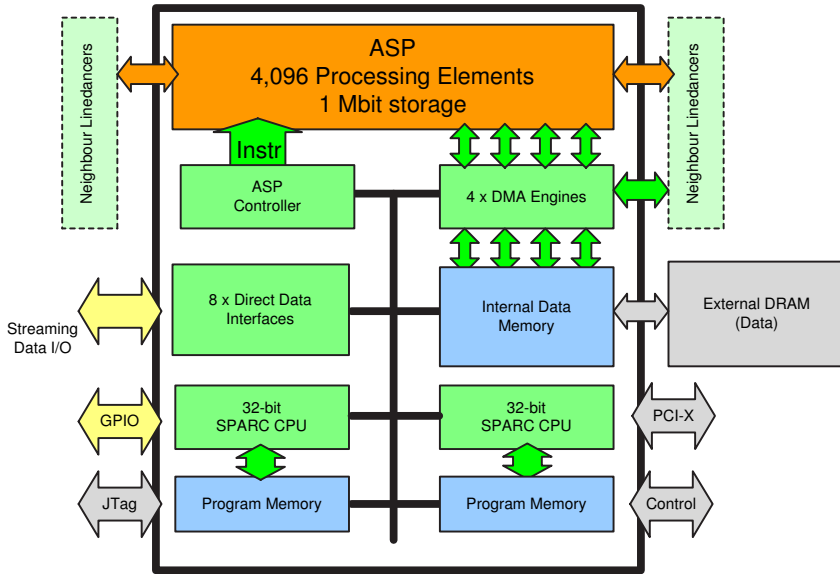 ASP
4,096 Processing Elements
1 Mbit storage
Neighbour Linedancers
Neighbour Linedancers
Instr
ASP
Controller
4 x DMA Engines
8 x Direct Data
Interfaces
Internal Data
Memory
External DRAM
(Data)
Streaming
Data I/O
32-bit
SPARC CPU
32-bit
SPARC CPU
GPIO
PCI-X
JTag
Program Memory
Program Memory
Control